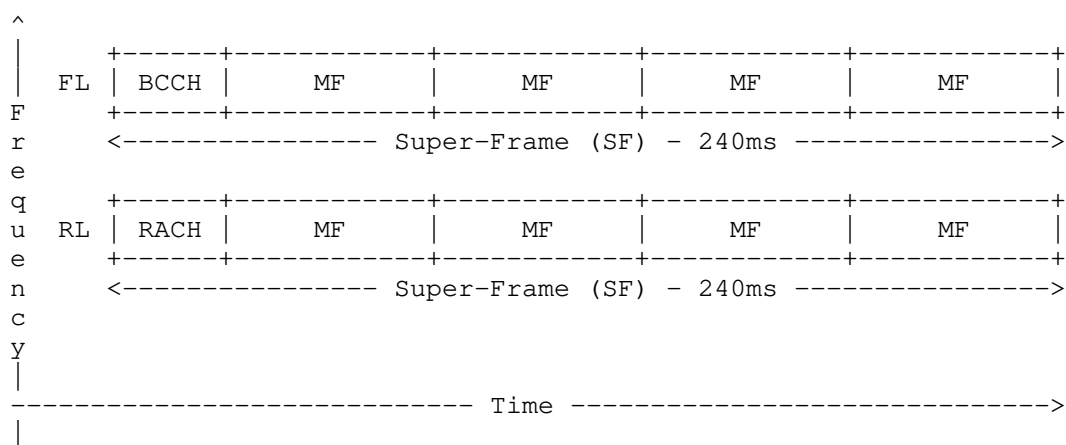 ^
|     +------+------------+------------+------------+------------+
|  FL | BCCH |     MF     |     MF     |     MF     |     MF     |
F     +------+------------+------------+------------+------------+
r     <---------------- Super-Frame (SF) - 240ms ---------------->
e
q     +------+------------+------------+------------+------------+
u  RL | RACH |     MF     |     MF     |     MF     |     MF     |
e     +------+------------+------------+------------+------------+
n     <---------------- Super-Frame (SF) - 240ms ---------------->
c
y
|
----------------------------- Time ------------------------------>
|